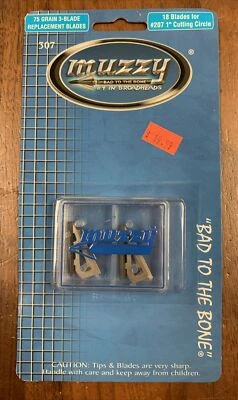 75 GRAIN 3-BLADE
REPLACEMENT BLADES
18 Blades for
#207 1" Cutting Circle
307
muzzy
BAD TO THE BONE
IN BROADHEADS
muzzy
"BAD TO THE BONE"
CAUTION: Tips & Blades are very sharp.
Handle with care and keep away from children.